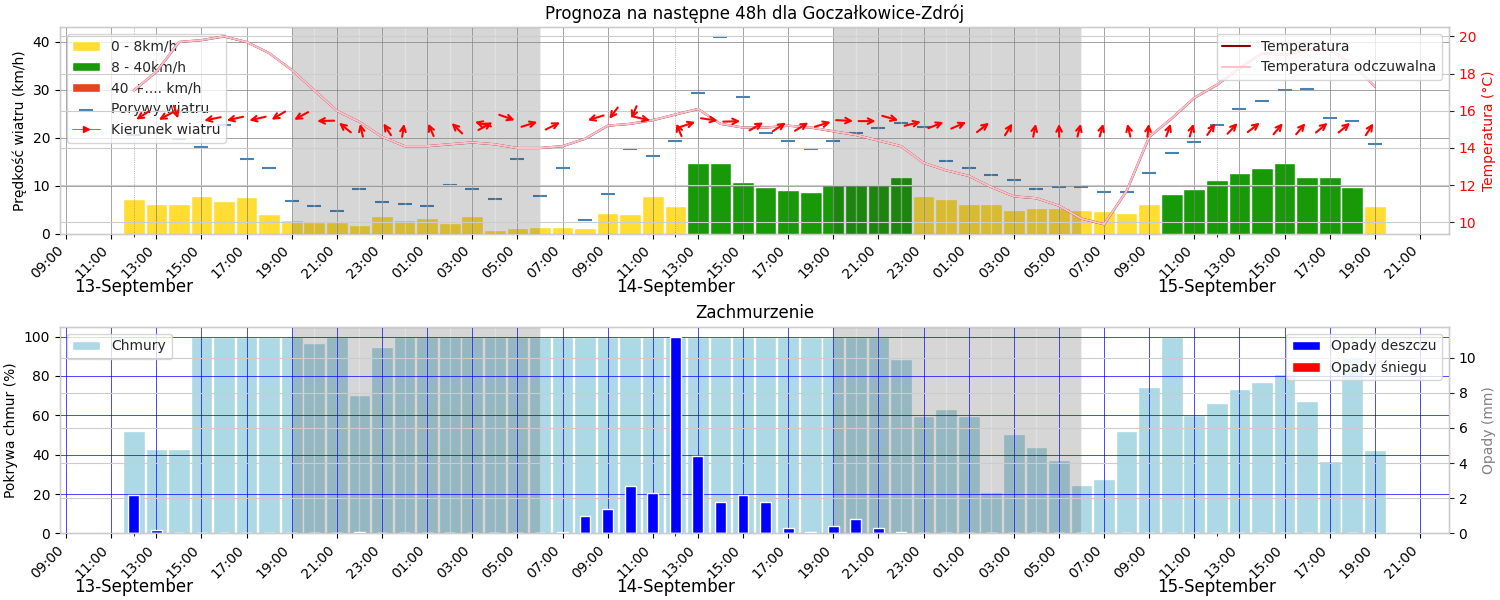 Prognoza na następne 48h dla Goczałkowice-Zdrój
Prędkość wiatru (km/h)
40
30
20
10
0
0 - 8km/h
8 - 40km/h
40 +.... km/h
Porywy wiatru
Kierunek wiatru
Temperatura
Temperatura odczuwalna
20
18
16
14
12
10
Temperatura (°C)
09:00 11:00 13:00 15:00 17:00 19:00 21:00 23:00 01:00 03:00 05:00 07:00 09:00 11:00 13:00 15:00 17:00 19:00 21:00 23:00 01:00 03:00 05:00 07:00 09:00 11:00 13:00 15:00 17:00 19:00 21:00
13-September 14-September 15-September
Zachmurzenie
Pokrywa chmur (%)
100
80
60
40
20
0
Chmury
Opady deszczu
Opady śniegu
10
8
6
4
2
0
Opady (mm)
09:00 11:00 13:00 15:00 17:00 19:00 21:00 23:00 01:00 03:00 05:00 07:00 09:00 11:00 13:00 15:00 17:00 19:00 21:00 23:00 01:00 03:00 05:00 07:00 09:00 11:00 13:00 15:00 17:00 19:00 21:00
13-September 14-September 15-September